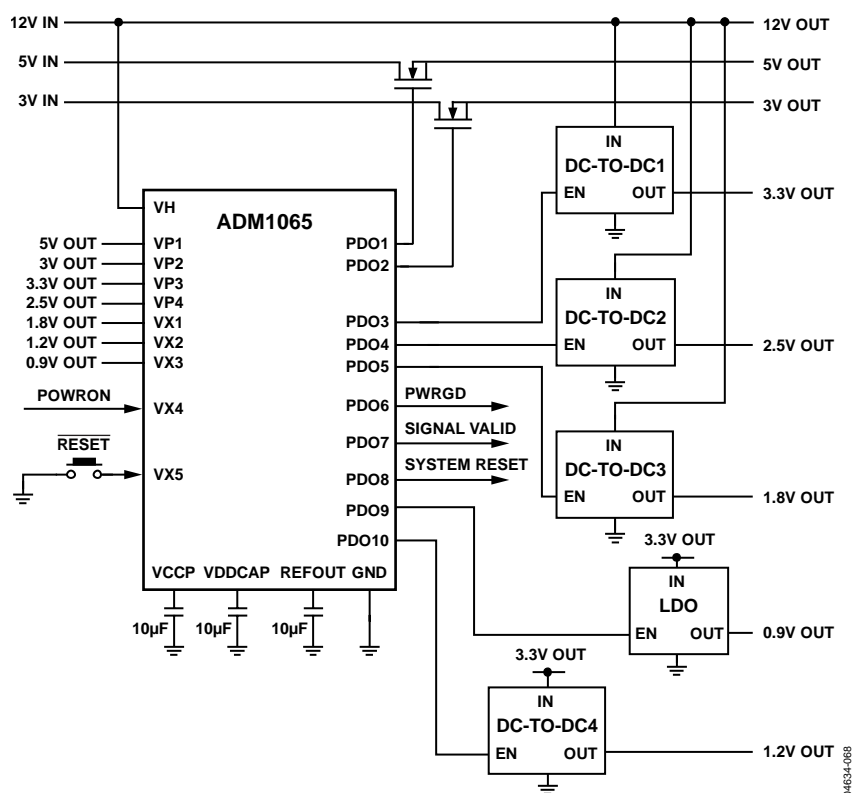 12V IN
12V OUT
5V IN
5V OUT
3V IN
3V OUT
IN
DC-TO-DC1
EN OUT
3.3V OUT
VH
ADM1065
5V OUT
VP1
PDO1
3V OUT
VP2
PDO2
3.3V OUT
VP3
2.5V OUT
VP4
1.8V OUT
VX1
PDO3
1.2V OUT
VX2
PDO4
0.9V OUT
VX3
PDO5
IN
DC-TO-DC2
EN OUT
2.5V OUT
POWRON
VX4
PDO6
PWRGD
PDO7
SIGNAL VALID
RESET
VX5
PDO8
SYSTEM RESET
PDO9
PDO10
IN
DC-TO-DC3
EN OUT
1.8V OUT
VCCP VDDCAP REFOUT GND
10µF 10µF 10µF
3.3V OUT
IN
LDO
EN OUT
0.9V OUT
3.3V OUT
IN
DC-TO-DC4
EN OUT
1.2V OUT
04634-068